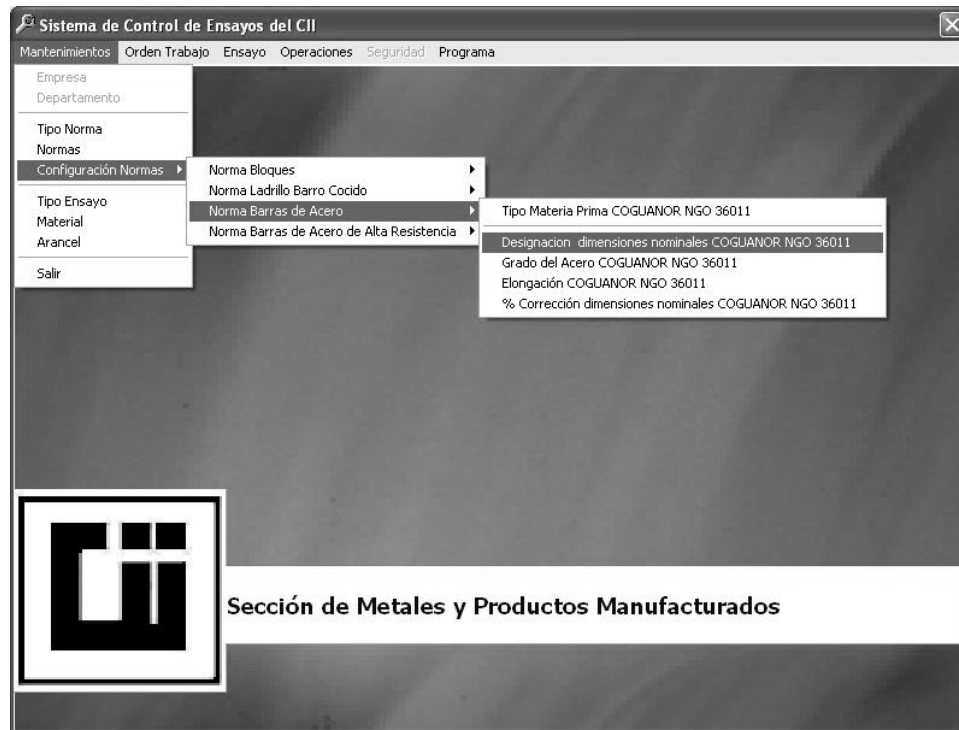 Sistema de Control de Ensayos del CII
Mantenimientos Orden Trabajo Ensayo Operaciones Seguridad Programa
Empresa
Departamento
Tipo Norma
Normas
Configuración Normas
Tipo Ensayo
Material
Arancel
Salir
Norma Bloques
Norma Ladrillo Barro Cocido
Norma Barras de Acero
Norma Barras de Acero de Alta Resistencia
Tipo Materia Prima COGUANOR NGO 36011
Designacion dimensiones nominales COGUANOR NGO 36011
Grado del Acero COGUANOR NGO 36011
Elongación COGUANOR NGO 36011
% Corrección dimensiones nominales COGUANOR NGO 36011
Cii
Sección de Metales y Productos Manufacturados